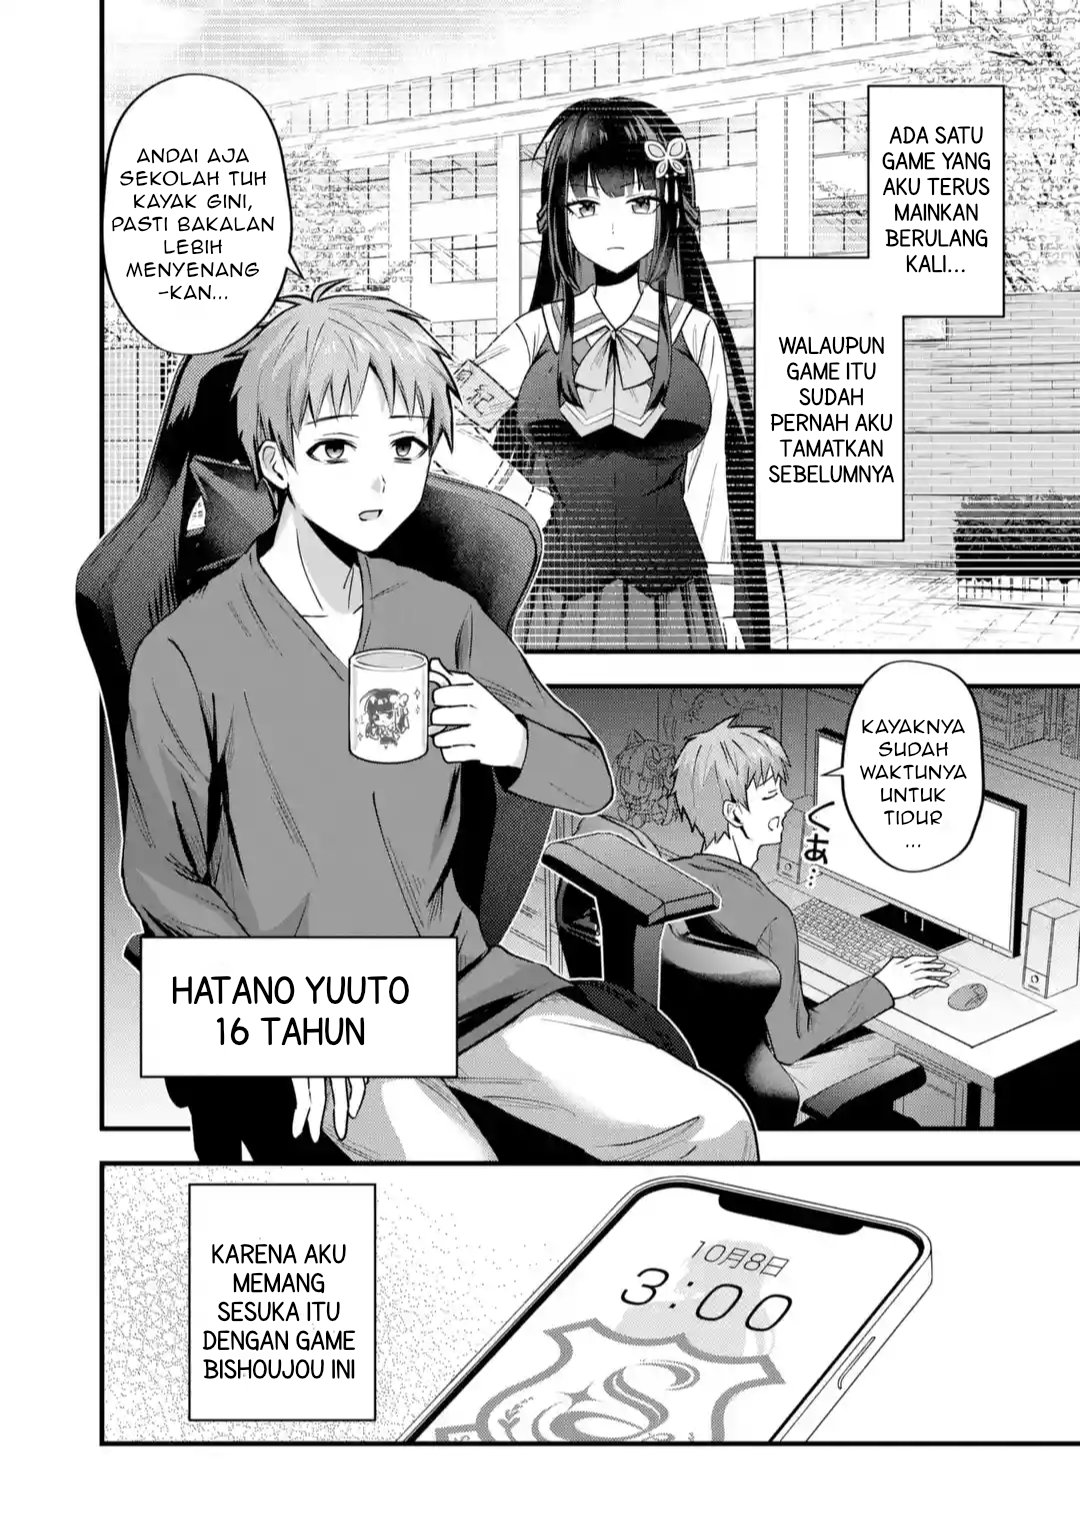 ADA SATU
GAME YANG
AKU TERUS
MAINKAN
BERULANG
KALI...
WALAUPUN
GAME ITU
SUDAH
PERNAH AKU
TAMATKAN
SEBELUMNYA
ANDAI AJA
SEKOLAH TUH
KAYAK GINI,
PASTI BAKALAN
LEBIH
MENYENANG
-KAN...
HATANO YUUTO
16 TAHUN
KAYAKNYA
SUDAH
WAKTUNYA
UNTUK
TIDUR
...
くぁ…
KARENA AKU
MEMANG
SESUKA ITU
DENGAN GAME
BISHOUJOU INI
10月8日
3:00